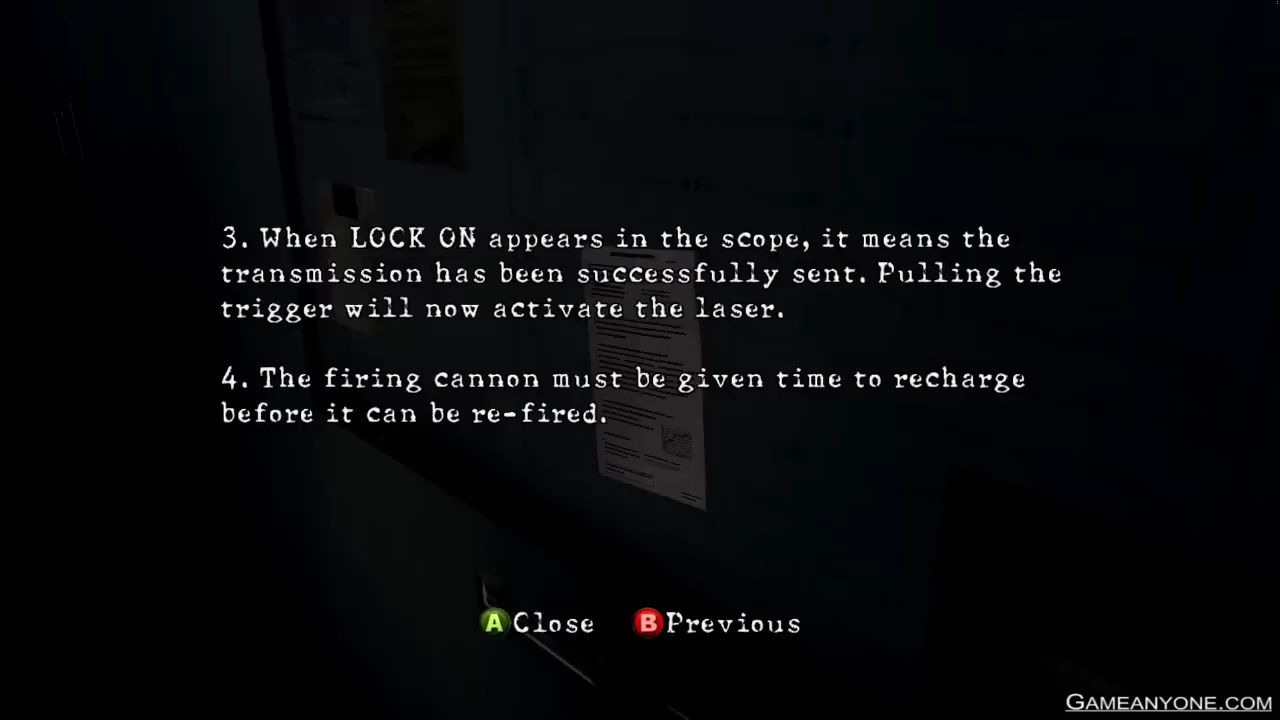 3. When LOCK ON appears in the scope, it means the
transmission has been successfully sent. Pulling the
trigger will now activate the laser.
4. The firing cannon must be given time to recharge
before it can be re-fired.
A Close B Previous
GAMEANYONE.COM